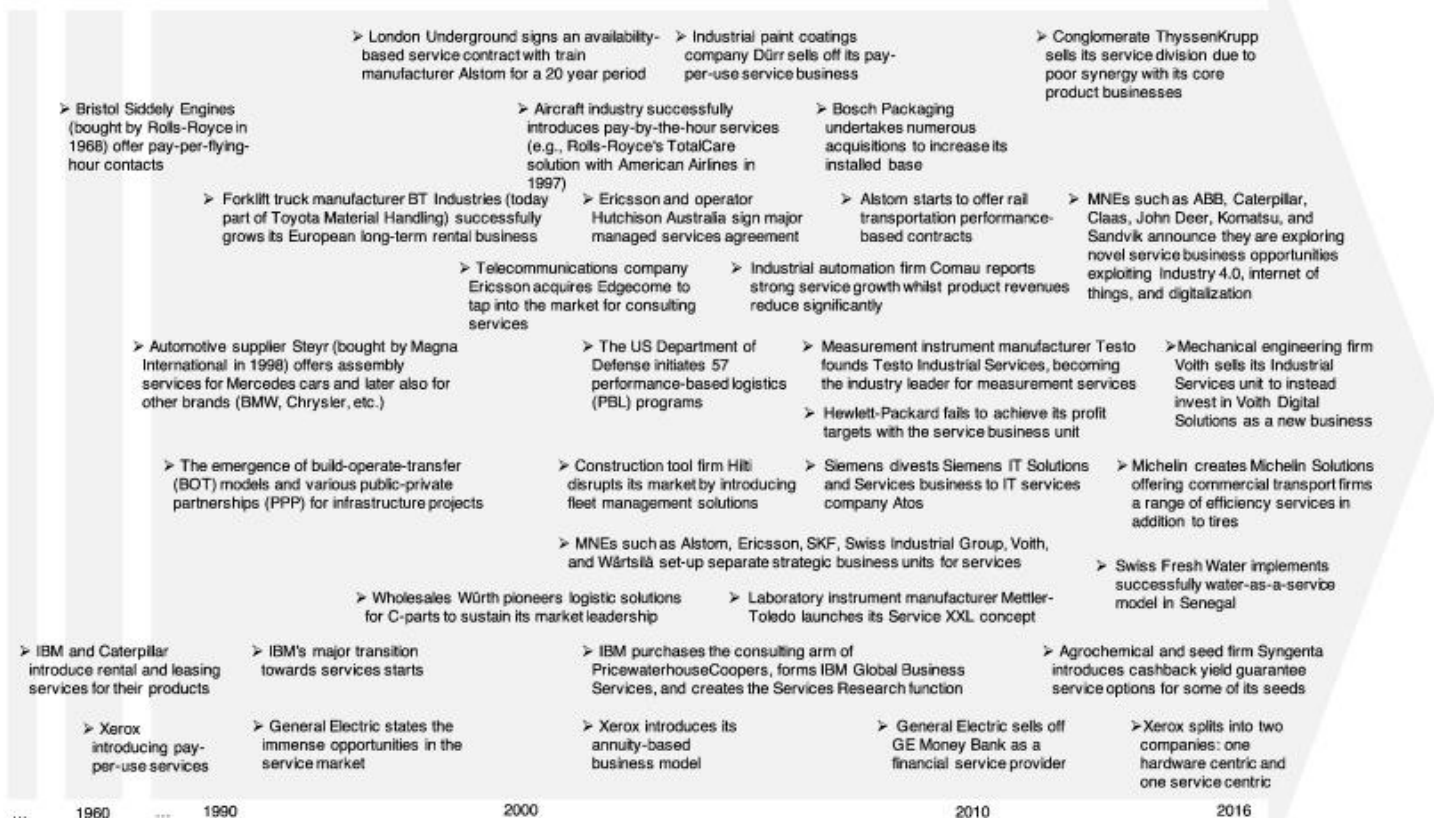 ➢ London Underground signs an availability-
based service contract with train
manufacturer Alstom for a 20 year period
➢ Industrial paint coatings
company Dürr sells off its pay-
per-use service business
➢ Conglomerate ThyssenKrupp
sells its service division due to
poor synergy with its core
product businesses
➢ Bristol Siddely Engines
(bought by Rolls-Royce in
1968) offer pay-per-flying-
hour contacts
➢ Aircraft industry successfully
introduces pay-by-the-hour services
(e.g., Rolls-Royce's TotalCare
solution with American Airlines in
1997)
➢ Bosch Packaging
undertakes numerous
acquisitions to increase its
installed base
➢ Forklift truck manufacturer BT Industries (today
part of Toyota Material Handling) successfully
grows its European long-term rental business
➢ Ericsson and operator
Hutchison Australia sign major
managed services agreement
➢ Alstom starts to offer rail
transportation performance-
based contracts
➢ MNEs such as ABB, Caterpillar,
Claas, John Deer, Komatsu, and
Sandvik announce they are exploring
novel service business opportunities
exploiting Industry 4.0, internet of
things, and digitalization
➢ Telecommunications company
Ericsson acquires Edgecome to
tap into the market for consulting
services
➢ Industrial automation firm Comau reports
strong service growth whilst product revenues
reduce significantly
➢ Automotive supplier Steyr (bought by Magna
International in 1998) offers assembly
services for Mercedes cars and later also for
other brands (BMW, Chrysler, etc.)
➢ The US Department of
Defense initiates 57
performance-based logistics
(PBL) programs
➢ Measurement instrument manufacturer Testo
founds Testo Industrial Services, becoming
the industry leader for measurement services
➢ Hewlett-Packard fails to achieve its profit
targets with the service business unit
➢Mechanical engineering firm
Voith sells its Industrial
Services unit to instead
invest in Voith Digital
Solutions as a new business
➢ The emergence of build-operate-transfer
(BOT) models and various public-private
partnerships (PPP) for infrastructure projects
➢ Construction tool firm Hilti
disrupts its market by introducing
fleet management solutions
➢ Siemens divests Siemens IT Solutions
and Services business to IT services
company Atos
➢ Michelin creates Michelin Solutions
offering commercial transport firms
a range of efficiency services in
addition to tires
➢ MNEs such as Alstom, Ericsson, SKF, Swiss Industrial Group, Voith,
and Wärtsilä set-up separate strategic business units for services
➢ Swiss Fresh Water implements
successfully water-as-a-service
model in Senegal
➢ Wholesales Würth pioneers logistic solutions
for C-parts to sustain its market leadership
➢ Laboratory instrument manufacturer Mettler-
Toledo launches its Service XXL concept
➢ IBM and Caterpillar
introduce rental and leasing
services for their products
➢ IBM's major transition
towards services starts
➢ IBM purchases the consulting arm of
PricewaterhouseCoopers, forms IBM Global Business
Services, and creates the Services Research function
➢ Agrochemical and seed firm Syngenta
introduces cashback yield guarantee
service options for some of its seeds
➢ Xerox
introducing pay-
per-use services
➢ General Electric states the
immense opportunities in the
service market
➢ Xerox introduces its
annuity-based
business model
➢ General Electric sells off
GE Money Bank as a
financial service provider
➢Xerox splits into two
companies: one
hardware centric and
one service centric
... 1960 ... 1990 2000 2010 2016